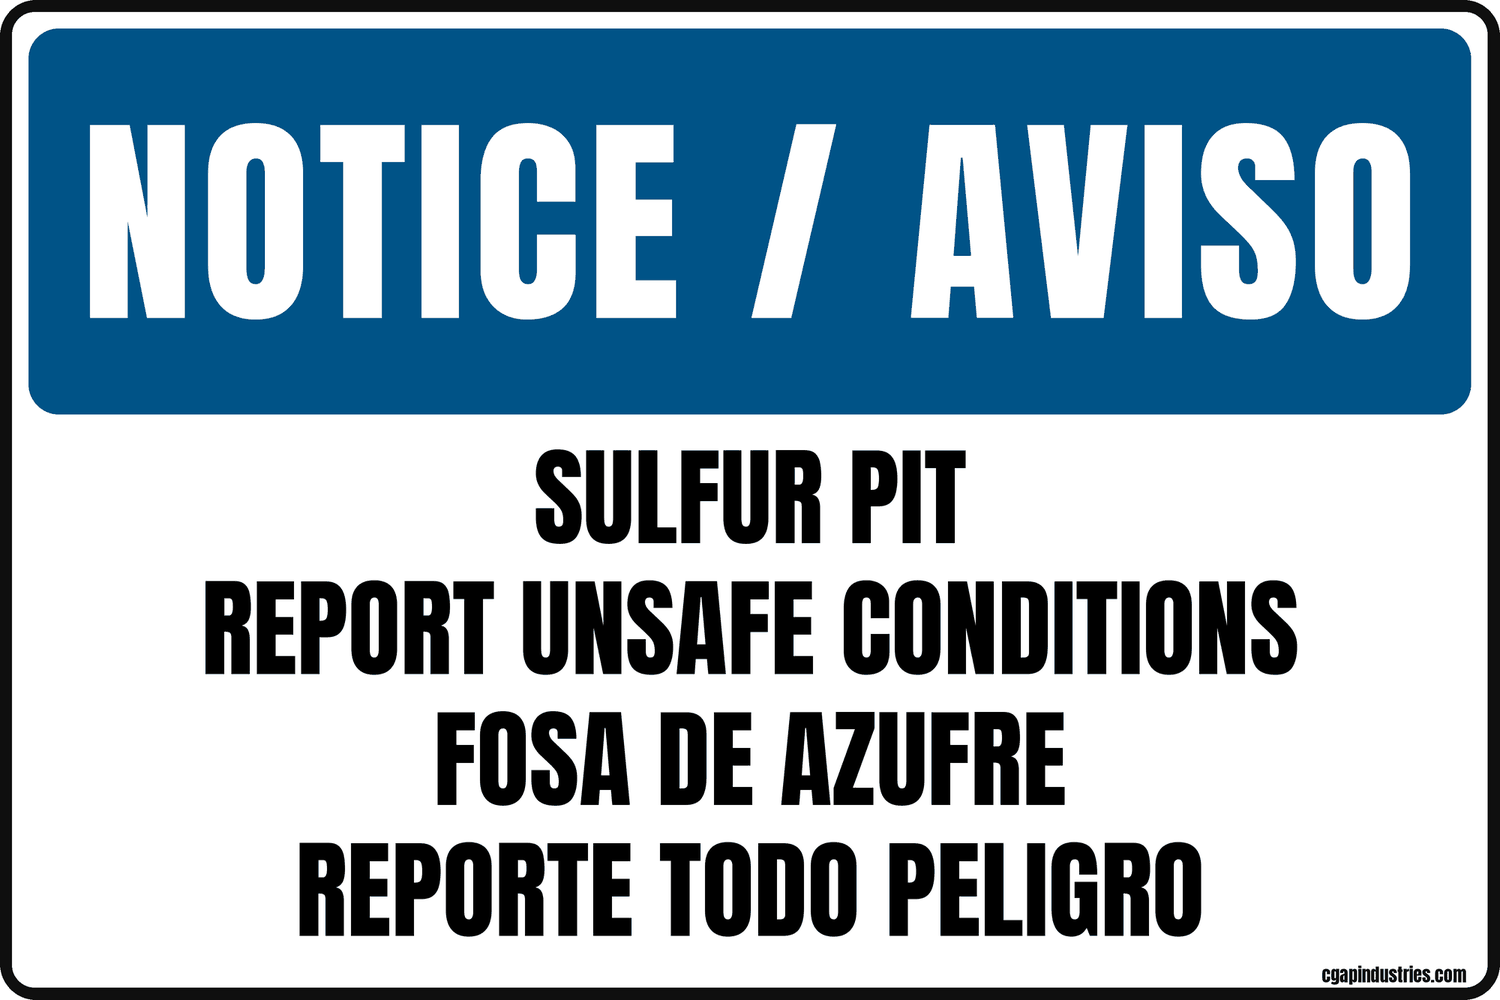 NOTICE / AVISO
SULFUR PIT
REPORT UNSAFE CONDITIONS
FOSA DE AZUFRE
REPORTE TODO PELIGRO
cgapindustries.com